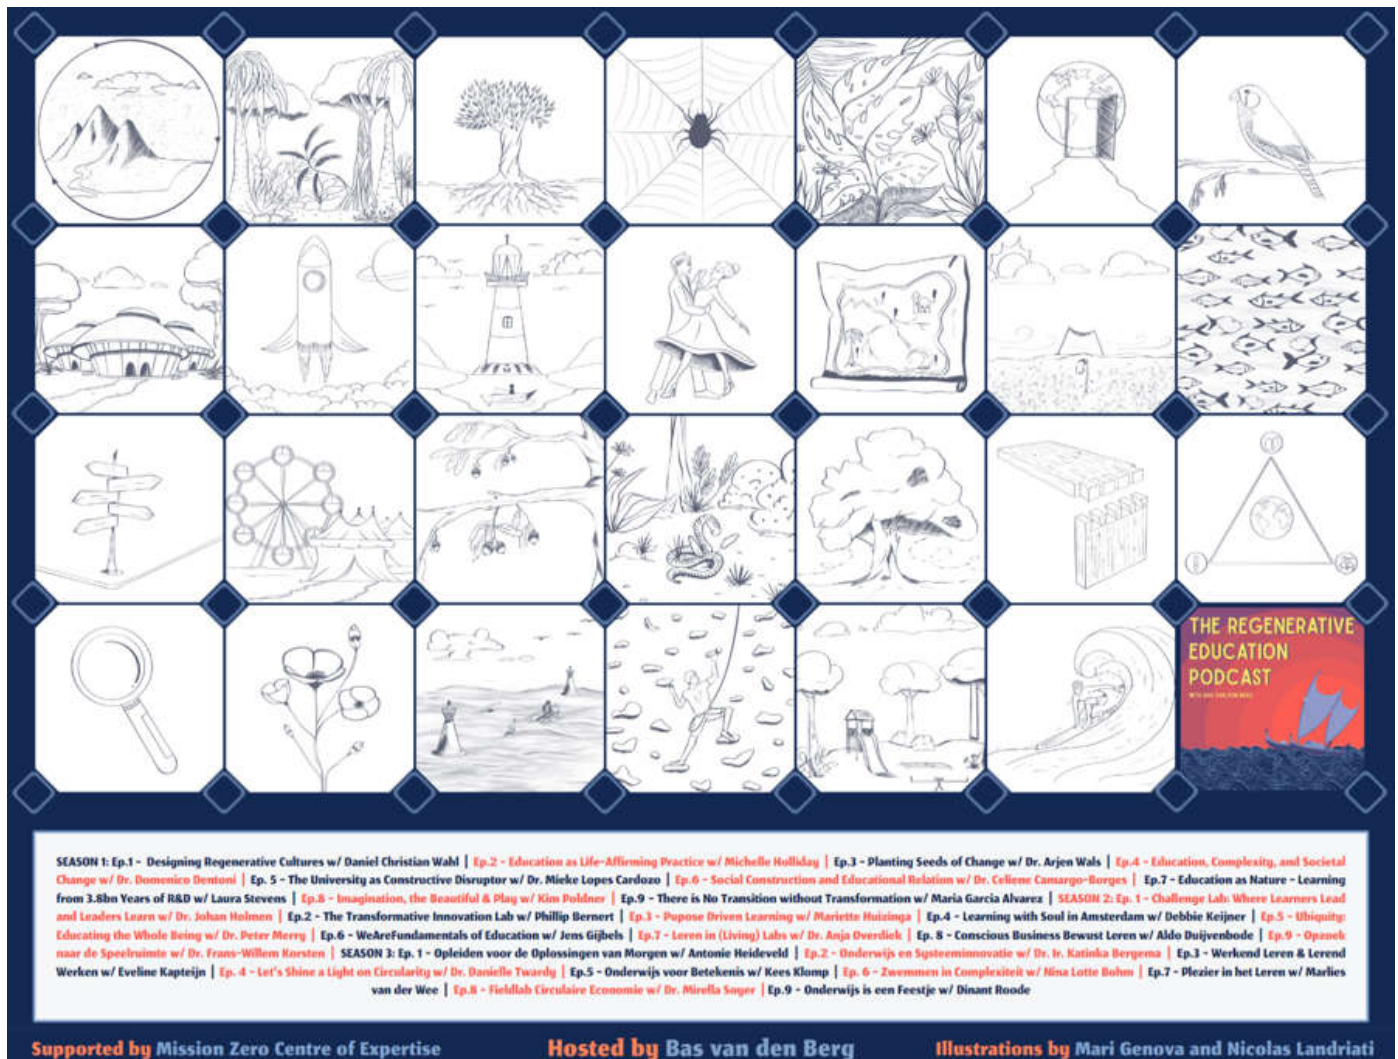 THE REGENERATIVE
EDUCATION
PODCAST
WITH BAS VAN DEN BERG
SEASON 1: Ep.1 - Designing Regenerative Cultures w/ Daniel Christian Wahl | Ep.2 - Education as Life-Affirming Practice w/ Michelle Holliday | Ep.3 - Planting Seeds of Change w/ Dr. Arjen Wals | Ep.4 - Education, Complexity, and Societal
Change w/ Dr. Domenico Dentoni | Ep. 5 - The University as Constructive Disruptor w/ Dr. Mieke Lopes Cardozo | Ep.6 - Social Construction and Educational Relation w/ Dr. Celiene Camargo-Borges | Ep.7 - Education as Nature - Learning
from 3.8bn Years of R&D w/ Laura Stevens | Ep.8 - Imagination, the Beautiful & Play w/ Kim Poldner | Ep.9 - There is No Transition without Transformation w/ Maria Garcia Alvarez | SEASON 2: Ep. 1 - Challenge Lab: Where Learners Lead
and Leaders Learn w/ Dr. Johan Holmen | Ep.2 - The Transformative Innovation Lab w/ Phillip Bernert | Ep.3 - Pupose Driven Learning w/ Mariette Huizinga | Ep.4 - Learning with Soul in Amsterdam w/ Debbie Keijner | Ep.5 - Ubiquity:
Educating the Whole Being w/ Dr. Peter Merry | Ep.6 - WeAreFundamentals of Education w/ Jens Gijbels | Ep.7 - Leren in (Living) Labs w/ Dr. Anja Overdiek | Ep. 8 - Conscious Business Bewust Leren w/ Aldo Duijvenbode | Ep.9 - Opzoek
naar de Speelruimte w/ Dr. Frans-Willem Korsten | SEASON 3: Ep. 1 - Opleiden voor de Oplossingen van Morgen w/ Antonie Heideveld | Ep.2 - Onderwijs en Systeeminnovatie w/ Dr. Ir. Katinka Bergema | Ep.3 - Werkend Leren & Lerend
Werken w/ Eveline Kapteijn | Ep. 4 - Let's Shine a Light on Circularity w/ Dr. Danielle Twardy | Ep.5 - Onderwijs voor Betekenis w/ Kees Klomp | Ep. 6 - Zwemmen in Complexiteit w/ Nina Lotte Bohm | Ep.7 - Plezier in het Leren w/ Marlies
van der Wee | Ep.8 - Fieldlab Circulaire Economie w/ Dr. Mirella Soyer | Ep.9 - Onderwijs is een Feestje w/ Dinant Roode
Supported by Mission Zero Centre of Expertise
Hosted by Bas van den Berg
Illustrations by Mari Genova and Nicolas Landriati